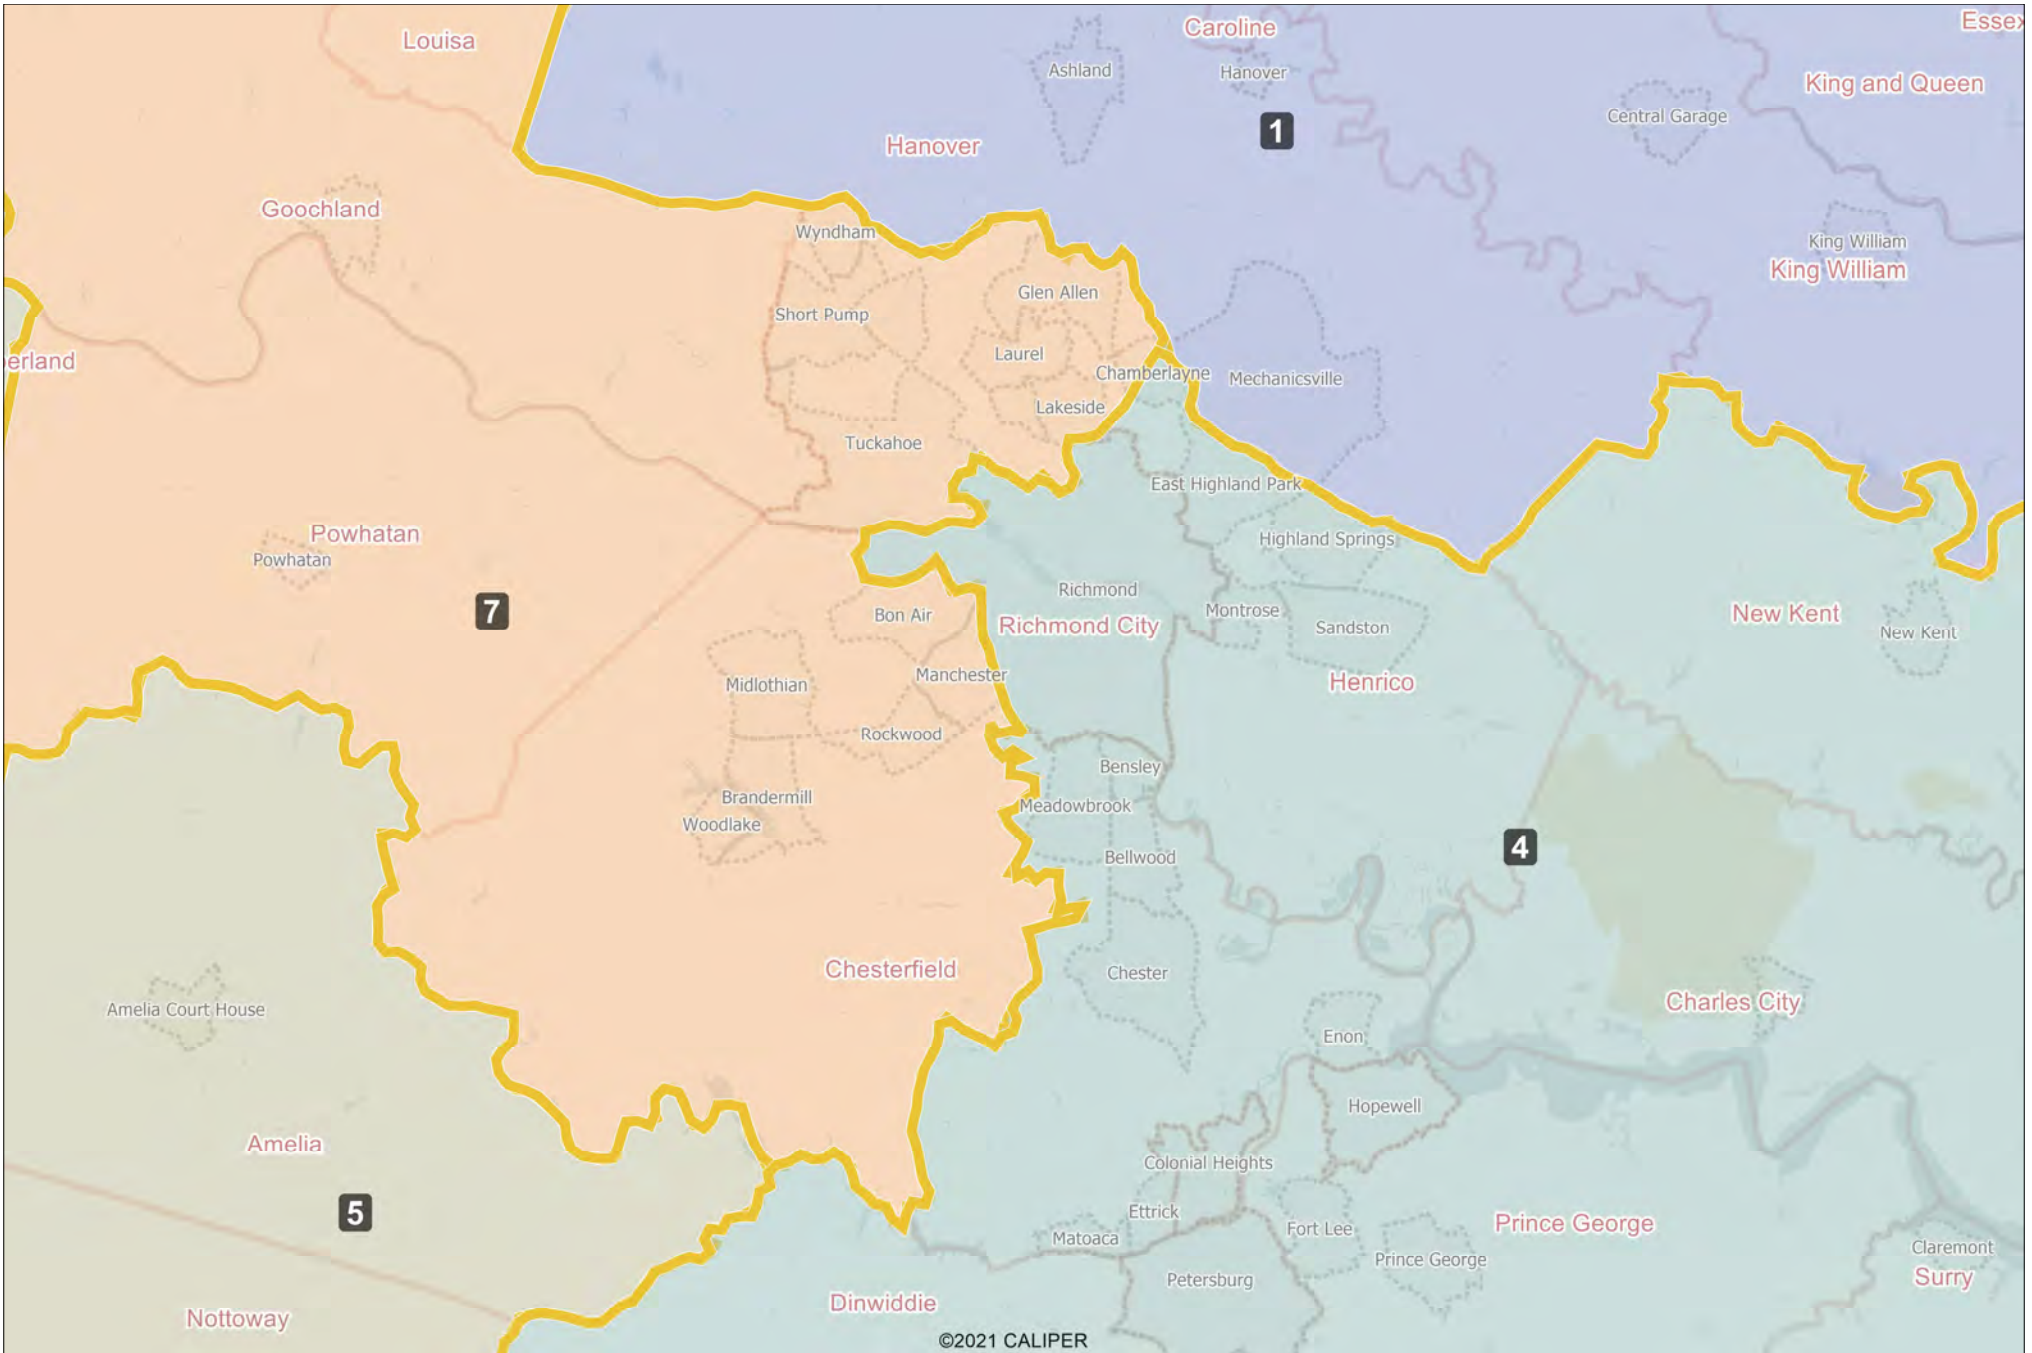 Louisa
Caroline
Essex
Ashland
Hanover
King and Queen
Central Garage
1
Hanover
Goochland
Wyndham
King William
King William
Glen Allen
Short Pump
Laurel
erland
Chamberlayne
Mechanicsville
Lakeside
Tuckahoe
East Highland Park
Powhatan
Highland Springs
Powhatan
Richmond
7
Bon Air
Montrose
New Kent
Richmond City
Sandston
New Kent
Manchester
Henrico
Midlothian
Rockwood
Bensley
Brandermill
Meadowbrook
Woodlake
4
Bellwood
Chesterfield
Chester
Charles City
Amelia Court House
Enon
Hopewell
Amelia
Colonial Heights
5
Ettrick
Prince George
Fort Lee
Matoaca
Claremont
Prince George
Petersburg
Surry
Dinwiddie
Nottoway
©2021 CALIPER